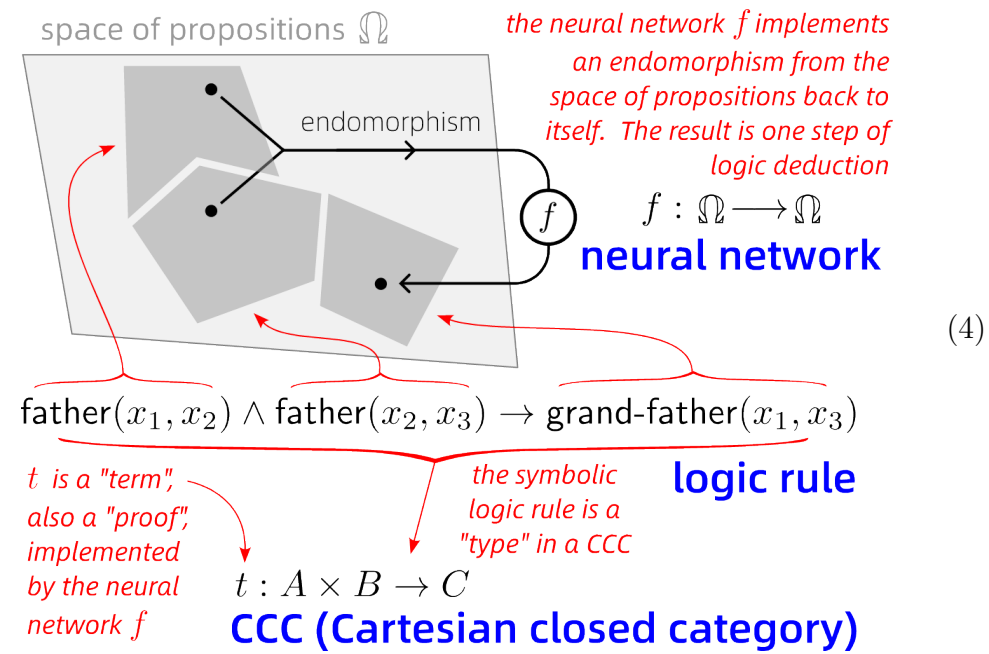 space of propositions Ω
the neural network f implements
an endomorphism from the
space of propositions back to
itself. The result is one step of
logic deduction
endomorphism
f
f : Ω ⟶ Ω
neural network
(4)
father(x₁, x₂) ∧ father(x₂, x₃) → grand-father(x₁, x₃)
logic rule
t is a "term",
also a "proof",
implemented
by the neural
network f
the symbolic
logic rule is a
"type" in a CCC
t : A × B → C
CCC (Cartesian closed category)